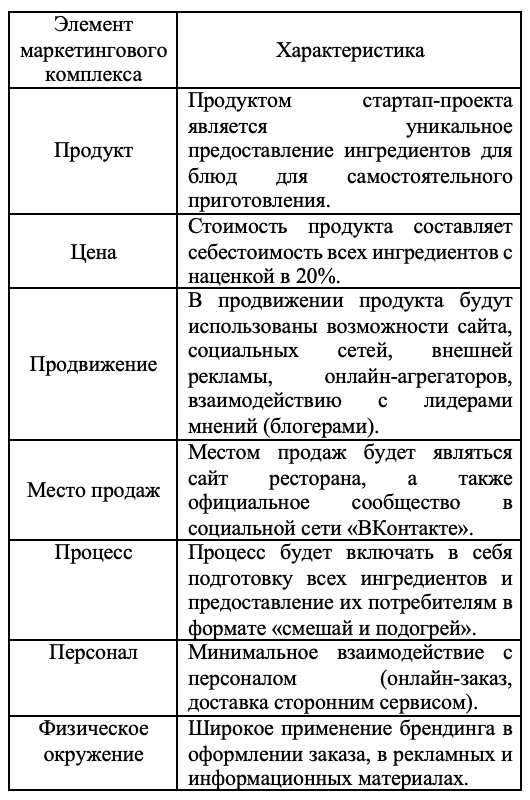 Элемент
маркетингового
комплекса
Характеристика
Продукт
Продуктом стартап-проекта
является уникальное
предоставление ингредиентов для
блюд для самостоятельного
приготовления.
Цена
Стоимость продукта составляет
себестоимость всех ингредиентов с
наценкой в 20%.
Продвижение
В продвижении продукта будут
использованы возможности сайта,
социальных сетей, внешней
рекламы, онлайн-агрегаторов,
взаимодействию с лидерами
мнений (блогерами).
Место продаж
Местом продаж будет являться
сайт ресторана, а также
официальное сообщество в
социальной сети «ВКонтакте».
Процесс
Процесс будет включать в себя
подготовку всех ингредиентов и
предоставление их потребителям в
формате «смешай и подогрей».
Персонал
Минимальное взаимодействие с
персоналом (онлайн-заказ,
доставка сторонним сервисом).
Физическое
окружение
Широкое применение брендинга в
оформлении заказа, в рекламных и
информационных материалах.